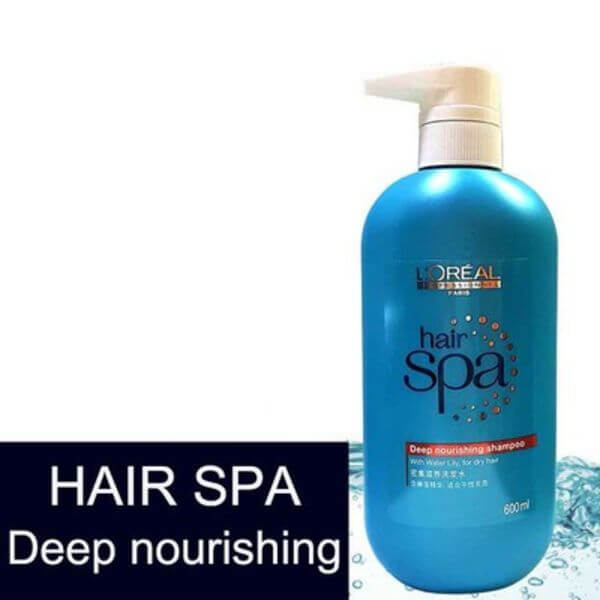 L'ORÉAL
PROFESSIONNEL
PARIS
hair
spa
Deep nourishing shampoo
With Water Lily, for dry hair
600ml
HAIR SPA
Deep nourishing